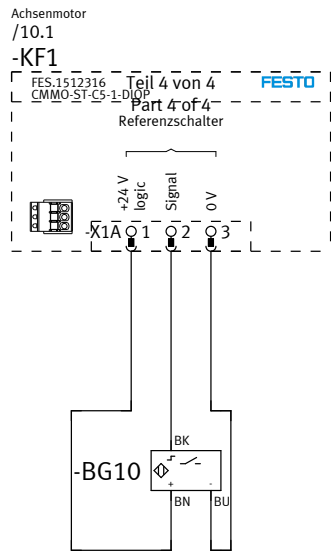 Achsenmotor
/10.1
-KF1
FES.1512316
CMMO-ST-C5-1-DIOP
Teil 4 von 4
Part 4 of 4
FESTO
Referenzschalter
+24 V
logic
Signal
0 V
-X1A 1 2 3
BK
-BG10
+ -
BN BU